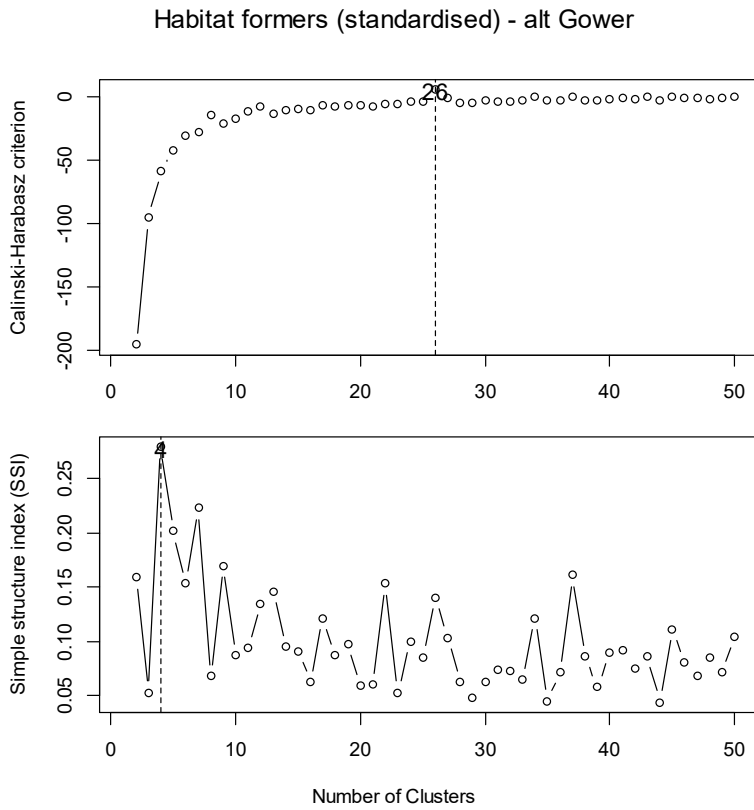 Habitat formers (standardised) - alt Gower
Calinski-Harabasz criterion
0
-50
-100
-150
-200
26
0 10 20 30 40 50
Simple structure index (SSI)
0.25
0.20
0.15
0.10
0.05
4
0 10 20 30 40 50
Number of Clusters